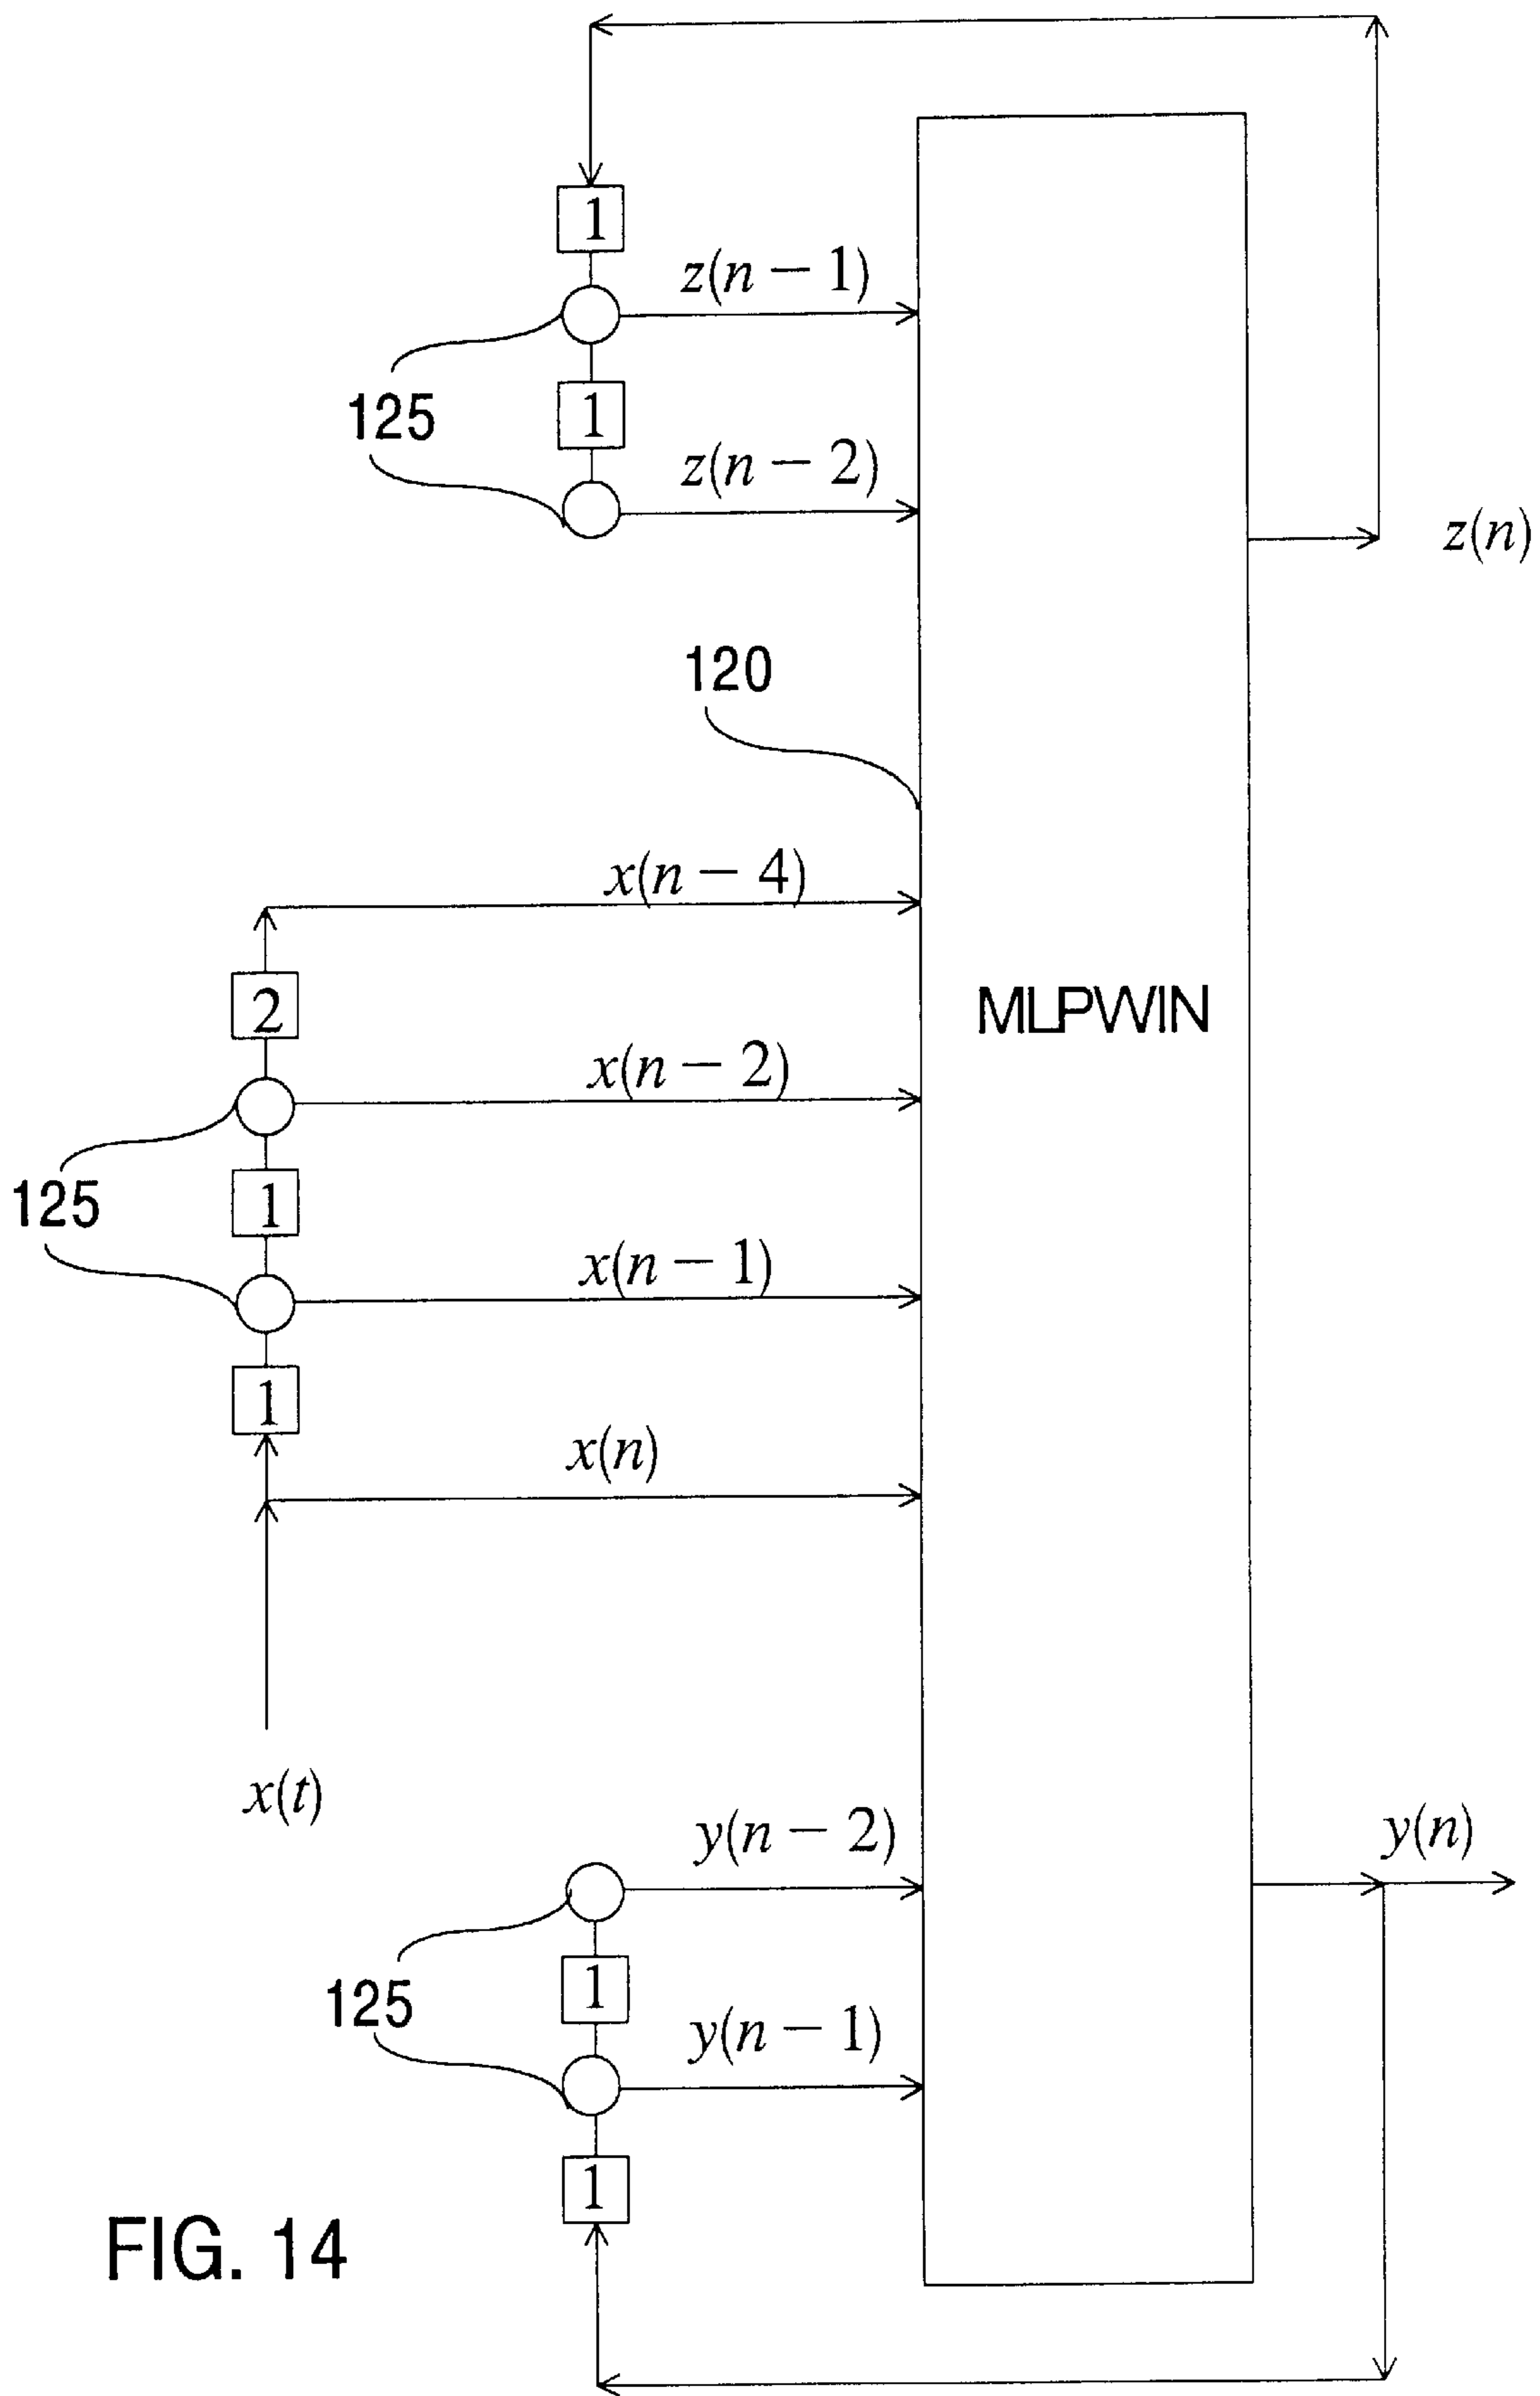 1
z(n − 1)
125
1
z(n − 2)
z(n)
120
x(n − 4)
2
MLPWIN
x(n − 2)
125
1
x(n − 1)
1
x(n)
x(t)
y(n − 2)
y(n)
125
1
y(n − 1)
1
FIG. 14